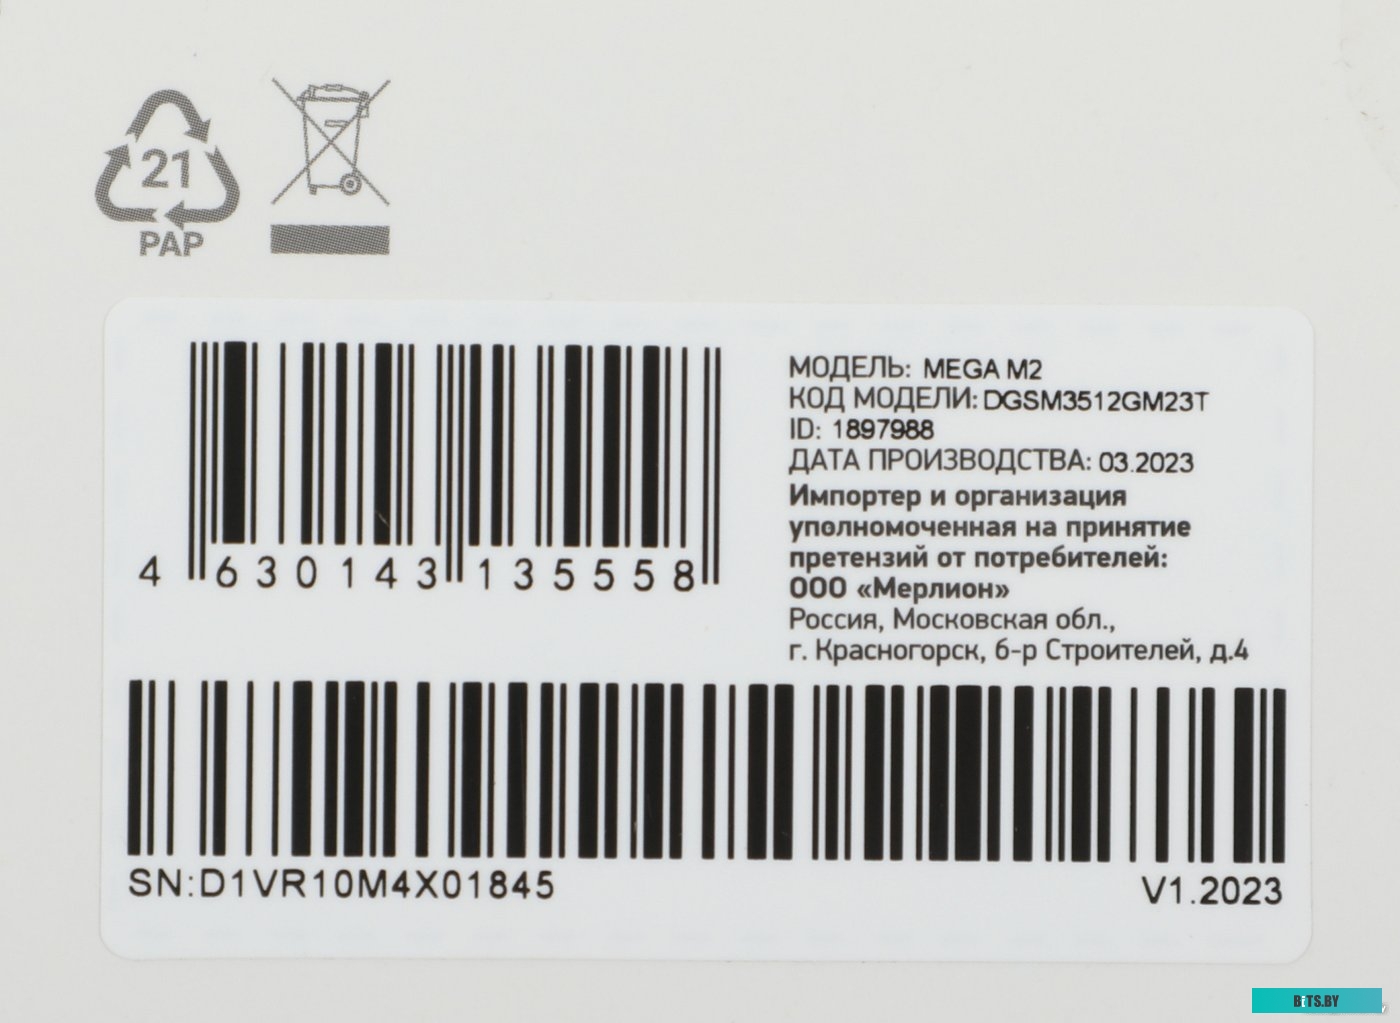 21
PAP
МОДЕЛЬ: MEGA M2
КОД МОДЕЛИ: DGSM3512GM23T
ID: 1897988
ДАТА ПРОИЗВОДСТВА: 03.2023
Импортер и организация
уполномоченная на принятие
претензий от потребителей:
ООО «Мерлион»
Россия, Московская обл.,
г. Красногорск, б-р Строителей, д.4
4 630143 135558
SN:D1VR10M4X01845
V1.2023
BITS.BY